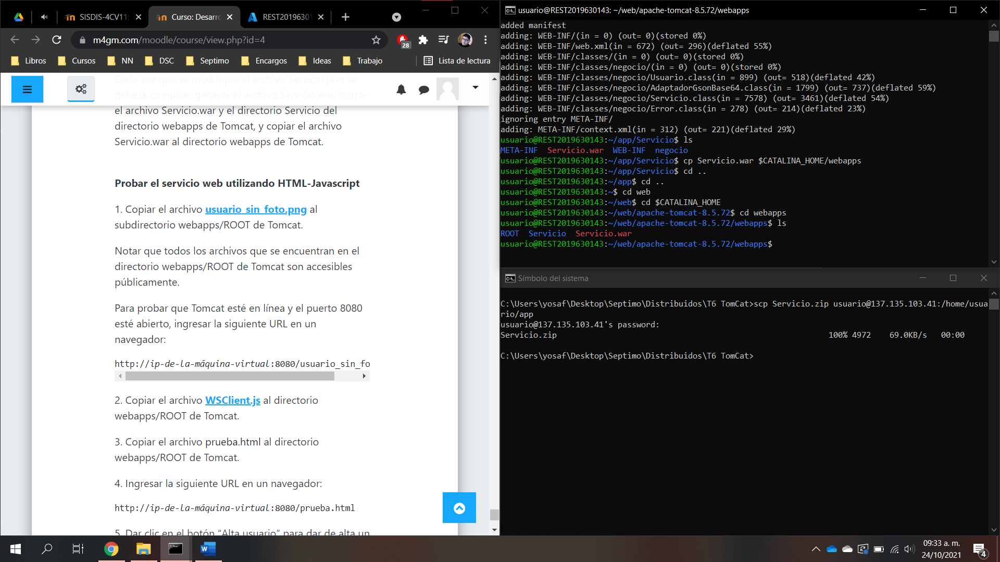 SISDIS-4CV11
Curso: Desarro
REST2019630
m4gm.com/moodle/course/view.php?id=4
28
Libros
Cursos
NN
DSC
Septimo
Encargos
Ideas
Trabajo
Lista de lectura
Cada vez que se modifique el archivo Servicio.java se
deberá compilar, generar el archivo Servicio.war, borrar
el archivo Servicio.war y el directorio Servicio del
directorio webapps de Tomcat, y copiar el archivo
Servicio.war al directorio webapps de Tomcat.
Probar el servicio web utilizando HTML-Javascript
1. Copiar el archivo usuario_sin_foto.png al
subdirectorio webapps/ROOT de Tomcat.
Notar que todos los archivos que se encuentran en el
directorio webapps/ROOT de Tomcat son accesibles
públicamente.
Para probar que Tomcat esté en línea y el puerto 8080
esté abierto, ingresar la siguiente URL en un
navegador:
http://ip-de-la-máquina-virtual:8080/usuario_sin_fo
2. Copiar el archivo WSClient.js al directorio
webapps/ROOT de Tomcat.
3. Copiar el archivo prueba.html al directorio
webapps/ROOT de Tomcat.
4. Ingresar la siguiente URL en un navegador:
http://ip-de-la-máquina-virtual:8080/prueba.html
5. Dar clic en el botón “Alta usuario” para dar de alta un
usuario@REST2019630143: ~/web/apache-tomcat-8.5.72/webapps
added manifest
adding: WEB-INF/(in = 0) (out= 0)(stored 0%)
adding: WEB-INF/web.xml(in = 672) (out= 296)(deflated 55%)
adding: WEB-INF/classes/(in = 0) (out= 0)(stored 0%)
adding: WEB-INF/classes/negocio/(in = 0) (out= 0)(stored 0%)
adding: WEB-INF/classes/negocio/Usuario.class(in = 899) (out= 518)(deflated 42%)
adding: WEB-INF/classes/negocio/AdaptadorGsonBase64.class(in = 1799) (out= 737)(deflated 59%)
adding: WEB-INF/classes/negocio/Servicio.class(in = 7578) (out= 3461)(deflated 54%)
adding: WEB-INF/classes/negocio/Error.class(in = 278) (out= 214)(deflated 23%)
ignoring entry META-INF/
adding: META-INF/context.xml(in = 312) (out= 221)(deflated 29%)
usuario@REST2019630143:~/app/Servicio$ ls
META-INF  Servicio.war  WEB-INF  negocio
usuario@REST2019630143:~/app/Servicio$ cp Servicio.war $CATALINA_HOME/webapps
usuario@REST2019630143:~/app/Servicio$ cd ..
usuario@REST2019630143:~/app$ cd ..
usuario@REST2019630143:~$ cd web
usuario@REST2019630143:~/web$ cd $CATALINA_HOME
usuario@REST2019630143:~/web/apache-tomcat-8.5.72$ cd webapps
usuario@REST2019630143:~/web/apache-tomcat-8.5.72/webapps$ ls
ROOT  Servicio  Servicio.war
usuario@REST2019630143:~/web/apache-tomcat-8.5.72/webapps$
Símbolo del sistema
C:\Users\yosaf\Desktop\Septimo\Distribuidos\T6 TomCat>scp Servicio.zip usuario@137.135.103.41:/home/usua
rio/app
usuario@137.135.103.41's password:
Servicio.zip 100% 4972 69.0KB/s 00:00
C:\Users\yosaf\Desktop\Septimo\Distribuidos\T6 TomCat>
09:33 a. m.
24/10/2021
4